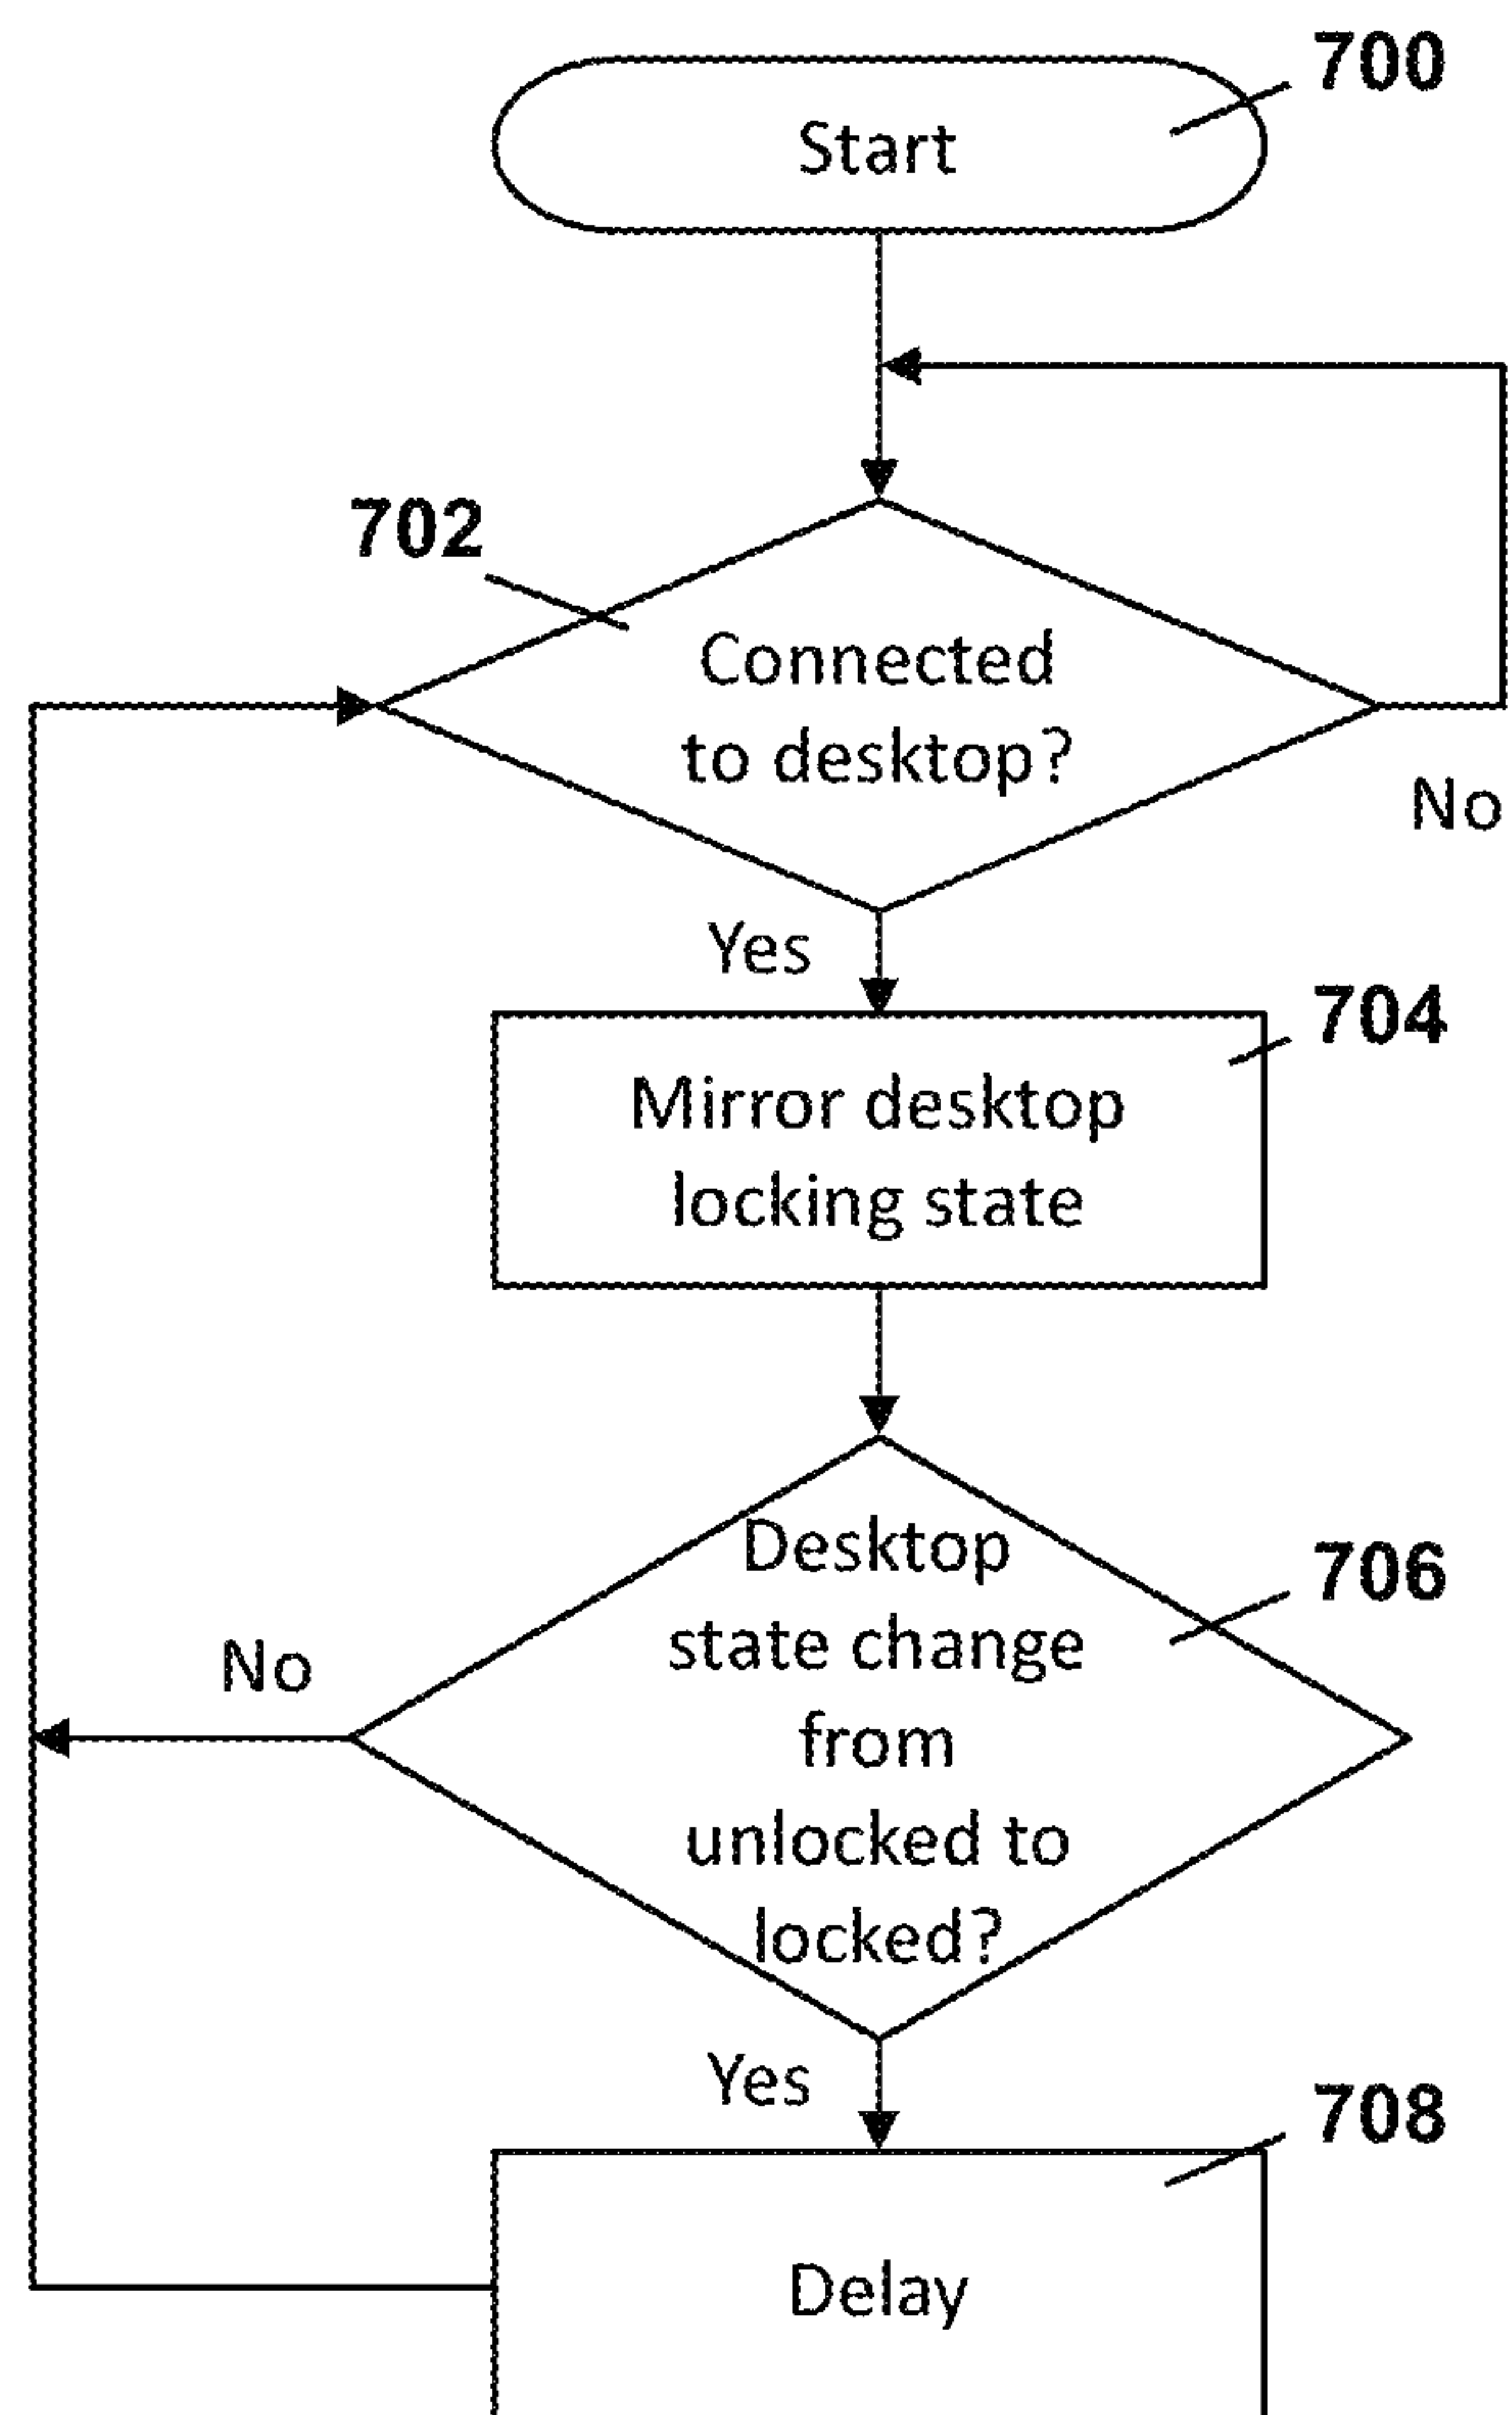 700
Start
702
Connected
to desktop?
No
Yes
704
Mirror desktop
locking state
Desktop
state change
from
unlocked to
locked?
706
No
Yes
708
Delay